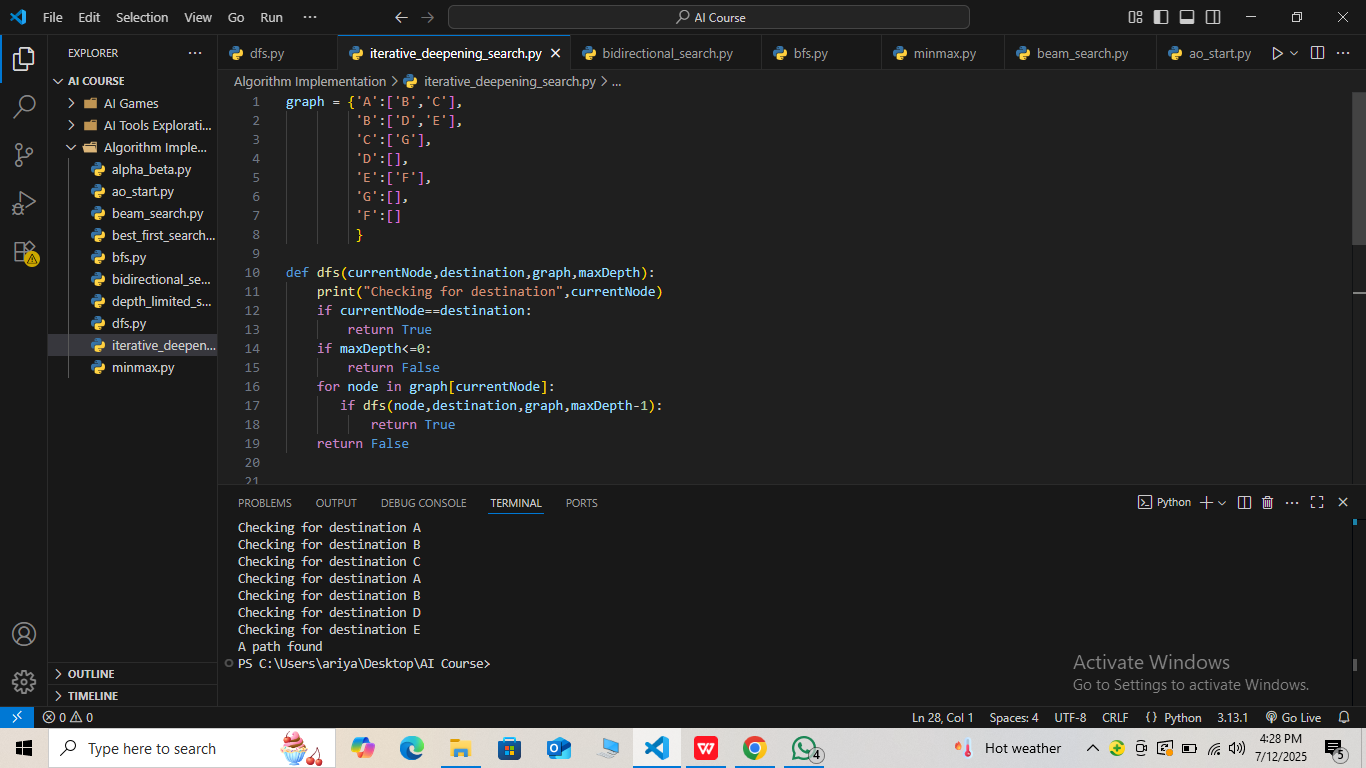 File Edit Selection View Go Run ··· AI Course
EXPLORER ···
AI COURSE
AI Games
AI Tools Explorati...
Algorithm Imple...
alpha_beta.py
ao_start.py
beam_search.py
best_first_search...
bfs.py
bidirectional_se...
depth_limited_s...
dfs.py
iterative_deepen...
minmax.py
OUTLINE
TIMELINE
dfs.py iterative_deepening_search.py bidirectional_search.py bfs.py minmax.py beam_search.py ao_start.py ···
Algorithm Implementation > iterative_deepening_search.py > ...
1 graph = {'A':['B','C'],
2 'B':['D','E'],
3 'C':['G'],
4 'D':[],
5 'E':['F'],
6 'G':[],
7 'F':[]
8 }
9
10 def dfs(currentNode,destination,graph,maxDepth):
11 print("Checking for destination",currentNode)
12 if currentNode==destination:
13 return True
14 if maxDepth<=0:
15 return False
16 for node in graph[currentNode]:
17 if dfs(node,destination,graph,maxDepth-1):
18 return True
19 return False
20
21
PROBLEMS OUTPUT DEBUG CONSOLE TERMINAL PORTS Python ···
Checking for destination A
Checking for destination B
Checking for destination C
Checking for destination A
Checking for destination B
Checking for destination D
Checking for destination E
A path found
PS C:\Users\ariya\Desktop\AI Course>
Activate Windows
Go to Settings to activate Windows.
0 0 Ln 28, Col 1 Spaces: 4 UTF-8 CRLF {} Python 3.13.1 Go Live
Type here to search 4 Hot weather 4:28 PM 5
7/12/2025